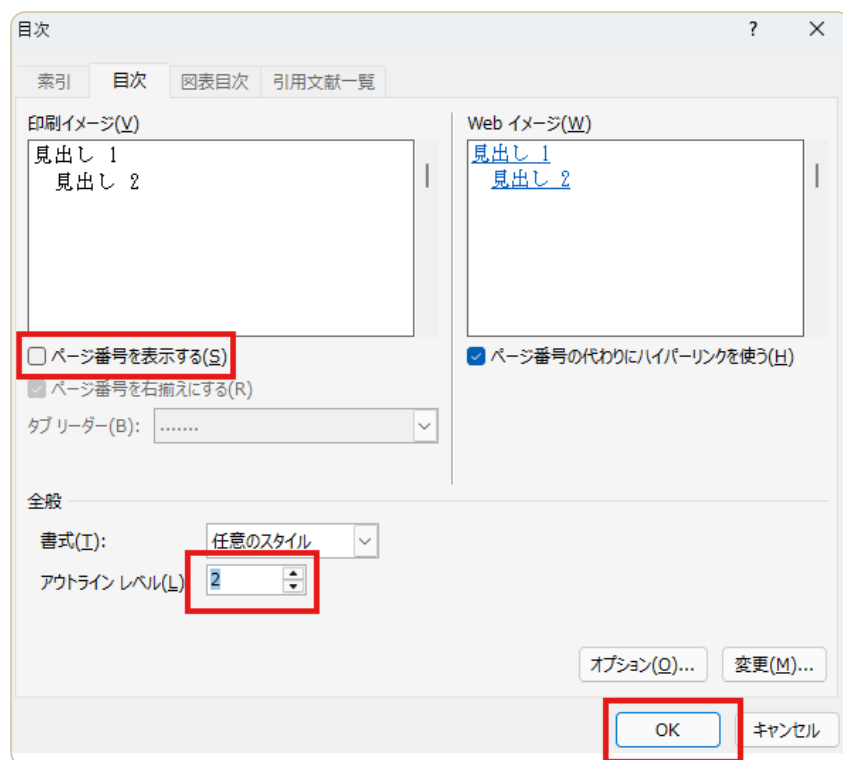 目次 ? ×
索引 目次 図表目次 引用文献一覧
印刷イメージ(V)
見出し 1
見出し 2
ページ番号を表示する(S)
ページ番号を右揃えにする(R)
タブ リーダー(B): .......
Web イメージ(W)
見出し 1
見出し 2
ページ番号の代わりにハイパーリンクを使う(H)
全般
書式(T): 任意のスタイル
アウトライン レベル(L) 2
オプション(O)... 変更(M)...
OK キャンセル